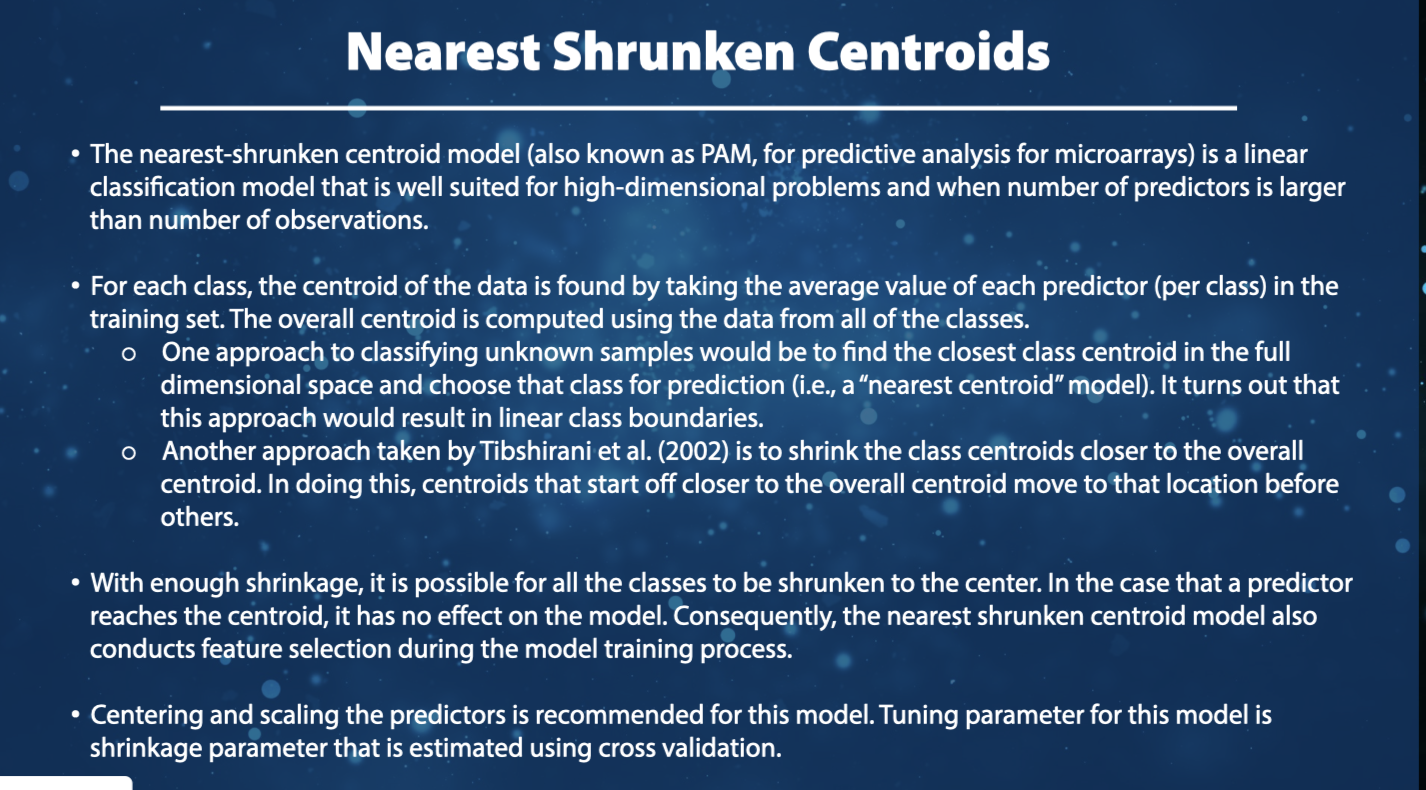 Nearest Shrunken Centroids
• The nearest-shrunken centroid model (also known as PAM, for predictive analysis for microarrays) is a linear
classification model that is well suited for high-dimensional problems and when number of predictors is larger
than number of observations.
• For each class, the centroid of the data is found by taking the average value of each predictor (per class) in the
training set. The overall centroid is computed using the data from all of the classes.
o One approach to classifying unknown samples would be to find the closest class centroid in the full
dimensional space and choose that class for prediction (i.e., a “nearest centroid” model). It turns out that
this approach would result in linear class boundaries.
o Another approach taken by Tibshirani et al. (2002) is to shrink the class centroids closer to the overall
centroid. In doing this, centroids that start off closer to the overall centroid move to that location before
others.
• With enough shrinkage, it is possible for all the classes to be shrunken to the center. In the case that a predictor
reaches the centroid, it has no effect on the model. Consequently, the nearest shrunken centroid model also
conducts feature selection during the model training process.
• Centering and scaling the predictors is recommended for this model. Tuning parameter for this model is
shrinkage parameter that is estimated using cross validation.